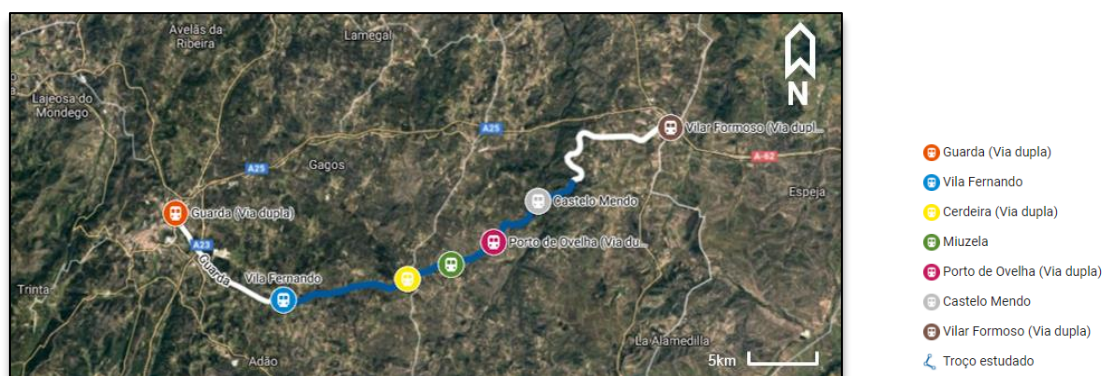 Avelãs da
Ribeira
Lamegal
N
Lajeosa do
Mondego
A25
Vilar Formoso (Via dupl...
A-62
Gagos
A25
Espeja
Castelo Mendo
Guarda (Via dupla)
A23
Porto de Ovelha (Via du...
Guarda
Vila Fernando
Trinta
La Alamedilla
Adão
5km
Guarda (Via dupla)
Vila Fernando
Cerdeira (Via dupla)
Miuzela
Porto de Ovelha (Via dupla)
Castelo Mendo
Vilar Formoso (Via dupla)
Troço estudado